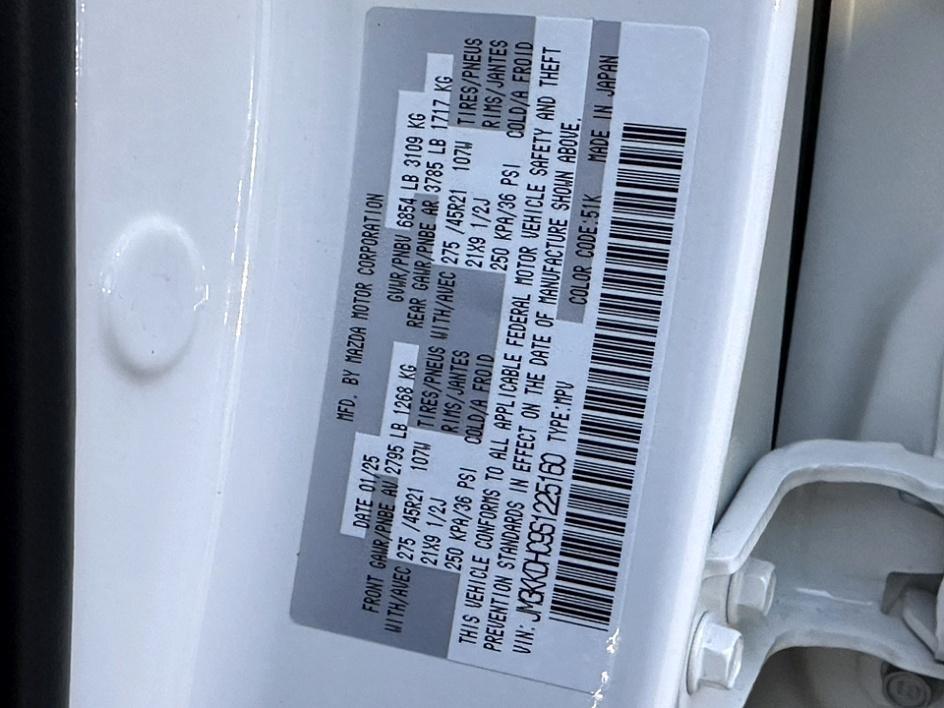 MFD. BY MAZDA MOTOR CORPORATION
DATE 01/25 GVWR/PNBV 6854 LB 3109 KG
FRONT GAWR/PNBE AV 2795 LB 1268 KG REAR GAWR/PNBE AR 3785 LB 1717 KG
WITH/AVEC 275 /45R21 107W TIRES/PNEUS WITH/AVEC 275 /45R21 107W TIRES/PNEUS
21X9 1/2J RIMS/JANTES 21X9 1/2J RIMS/JANTES
250 KPA/36 PSI COLD/A FROID 250 KPA/36 PSI COLD/A FROID
THIS VEHICLE CONFORMS TO ALL APPLICABLE FEDERAL MOTOR VEHICLE SAFETY AND THEFT
PREVENTION STANDARDS IN EFFECT ON THE DATE OF MANUFACTURE SHOWN ABOVE.
VIN: JM3KKDHC9S1225160 TYPE:MPV COLOR CODE:51K MADE IN JAPAN